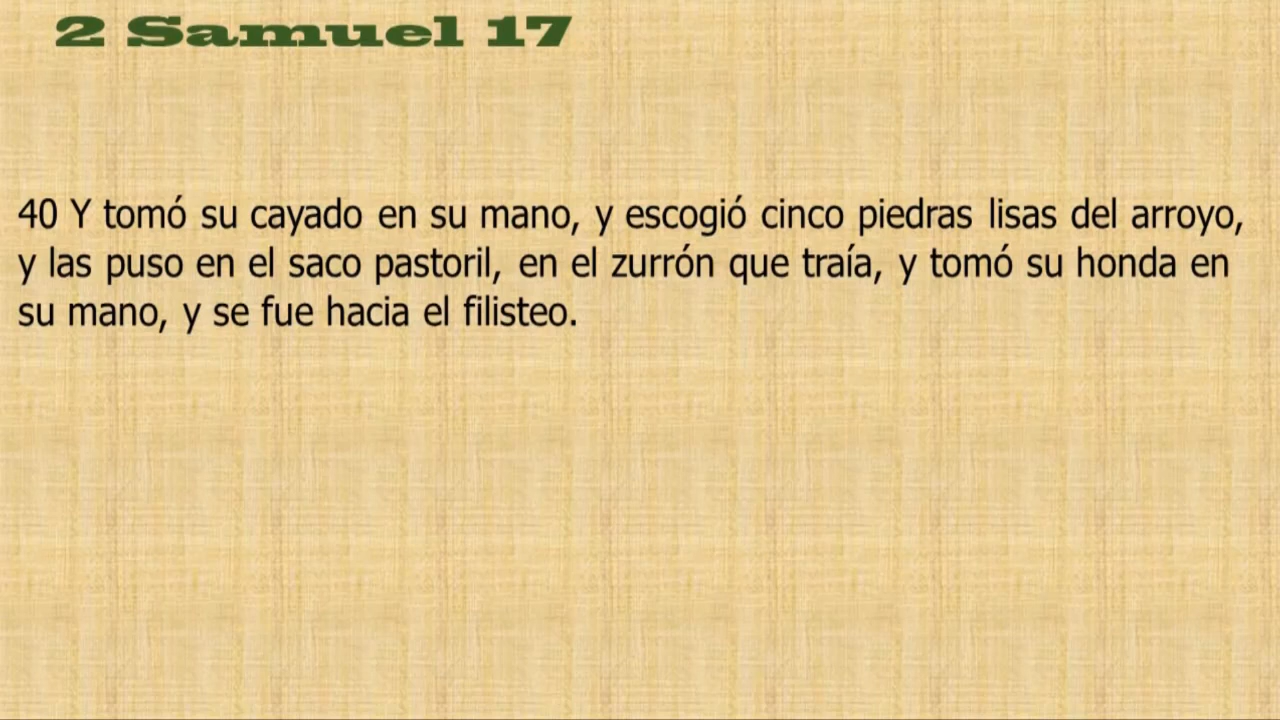 2 Samuel 17
40 Y tomó su cayado en su mano, y escogió cinco piedras lisas del arroyo,
y las puso en el saco pastoril, en el zurrón que traía, y tomó su honda en
su mano, y se fue hacia el filisteo.